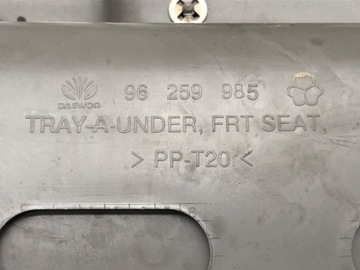 96 259 985
DAEWOO
TRAY-A-UNDER, FRT SEAT,
> PP-T20 <